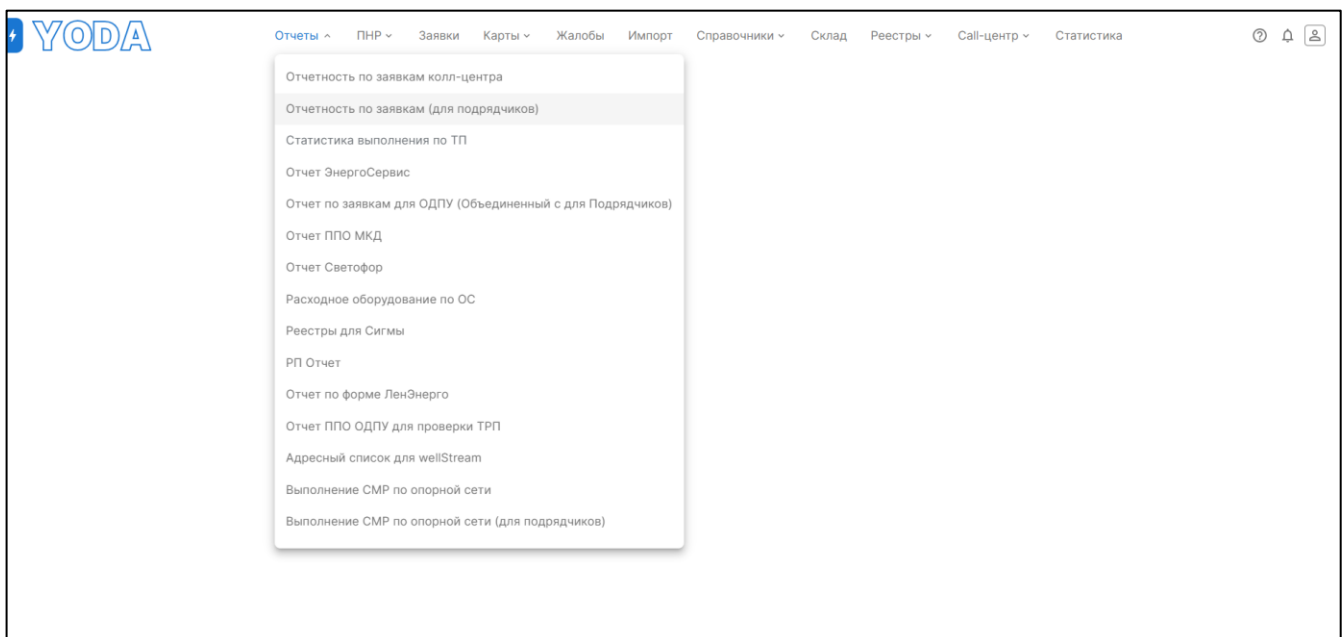 YODA Отчеты ПНР Заявки Карты Жалобы Импорт Справочники Склад Реестры Call-центр Статистика
Отчетность по заявкам колл-центра
Отчетность по заявкам (для подрядчиков)
Статистика выполнения по ТП
Отчет ЭнергоСервис
Отчет по заявкам для ОДПУ (Объединенный с для Подрядчиков)
Отчет ППО МКД
Отчет Светофор
Расходное оборудование по ОС
Реестры для Сигмы
РП Отчет
Отчет по форме ЛенЭнерго
Отчет ППО ОДПУ для проверки ТРП
Адресный список для wellStream
Выполнение СМР по опорной сети
Выполнение СМР по опорной сети (для подрядчиков)